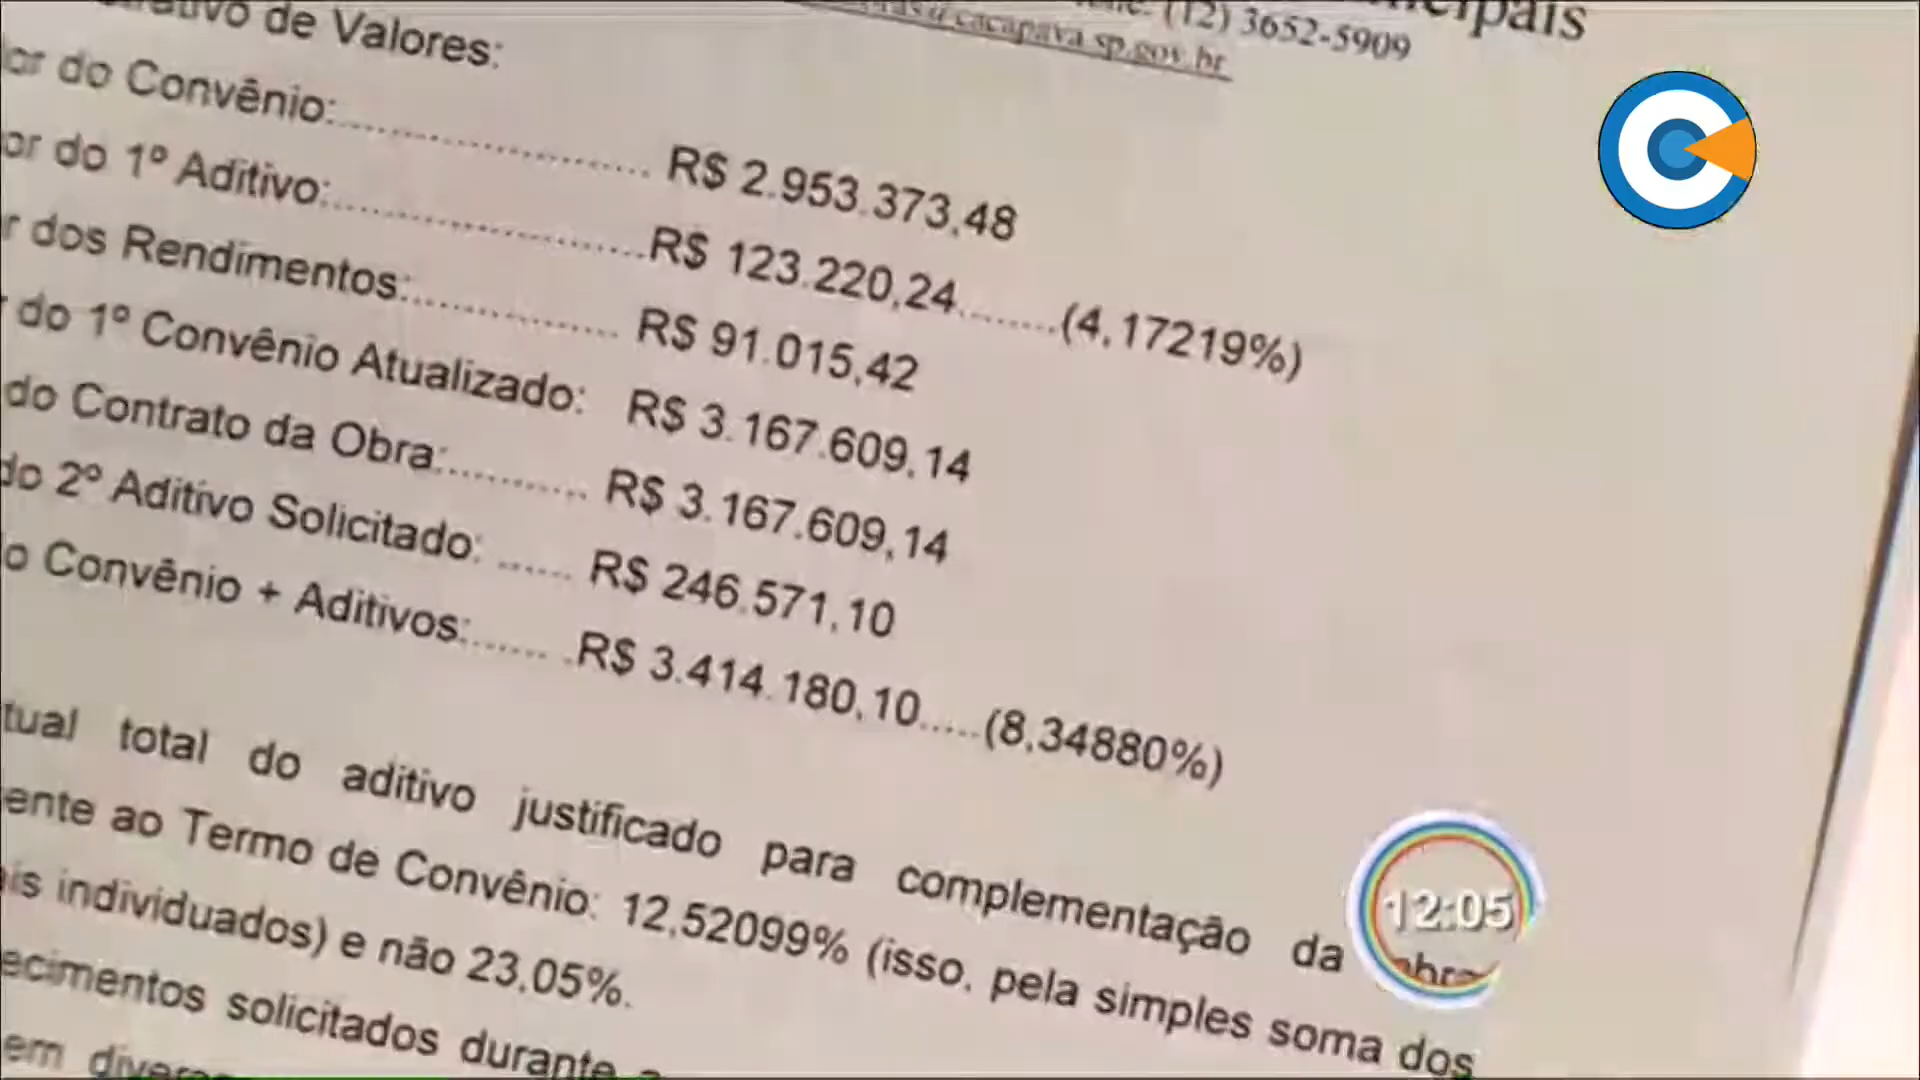 de Valores:
(12) 3652-5909
cacapava.sp.gov.br
do Convênio:.................... R$ 2.953.373,48
do 1º Aditivo:.....................R$ 123.220,24.........(4,17219%)
dos Rendimentos:............... R$ 91.015,42
do 1º Convênio Atualizado: R$ 3.167.609,14
do Contrato da Obra:.......... R$ 3.167.609,14
do 2º Aditivo Solicitado: ...... R$ 246.571,10
Convênio + Aditivos:....... .R$ 3.414.180,10.....(8,34880%)
total do aditivo justificado para complementação da
ao Termo de Convênio: 12,52099% (isso, pela simples soma dos
individuados) e não 23,05%.
solicitados durante
em
12:05